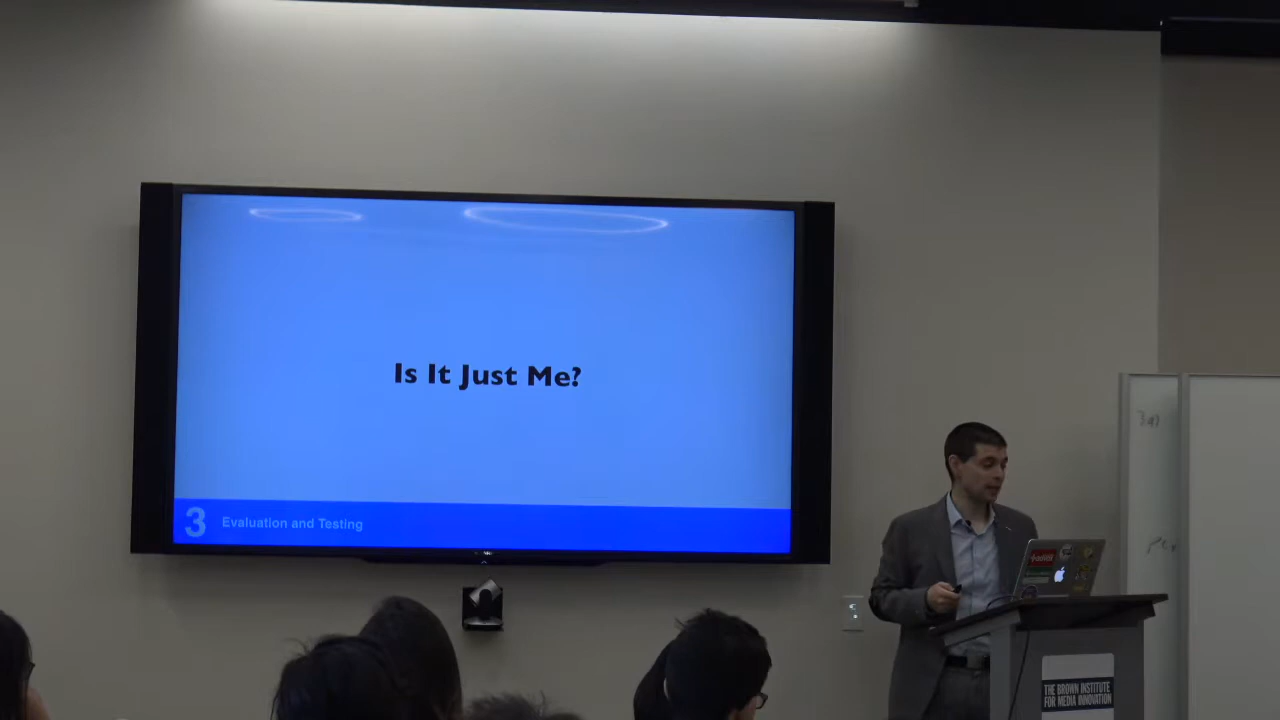 Is It Just Me?
3 Evaluation and Testing
THE BROWN INSTITUTE
FOR MEDIA INNOVATION